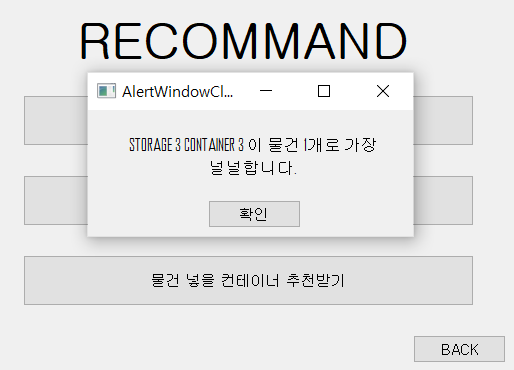 RECOMMAND
AlertWindowCl...
STORAGE 3 CONTAINER 3 이 물건 1개로 가장
널널합니다.
확인
물건 넣을 컨테이너 추천받기
BACK